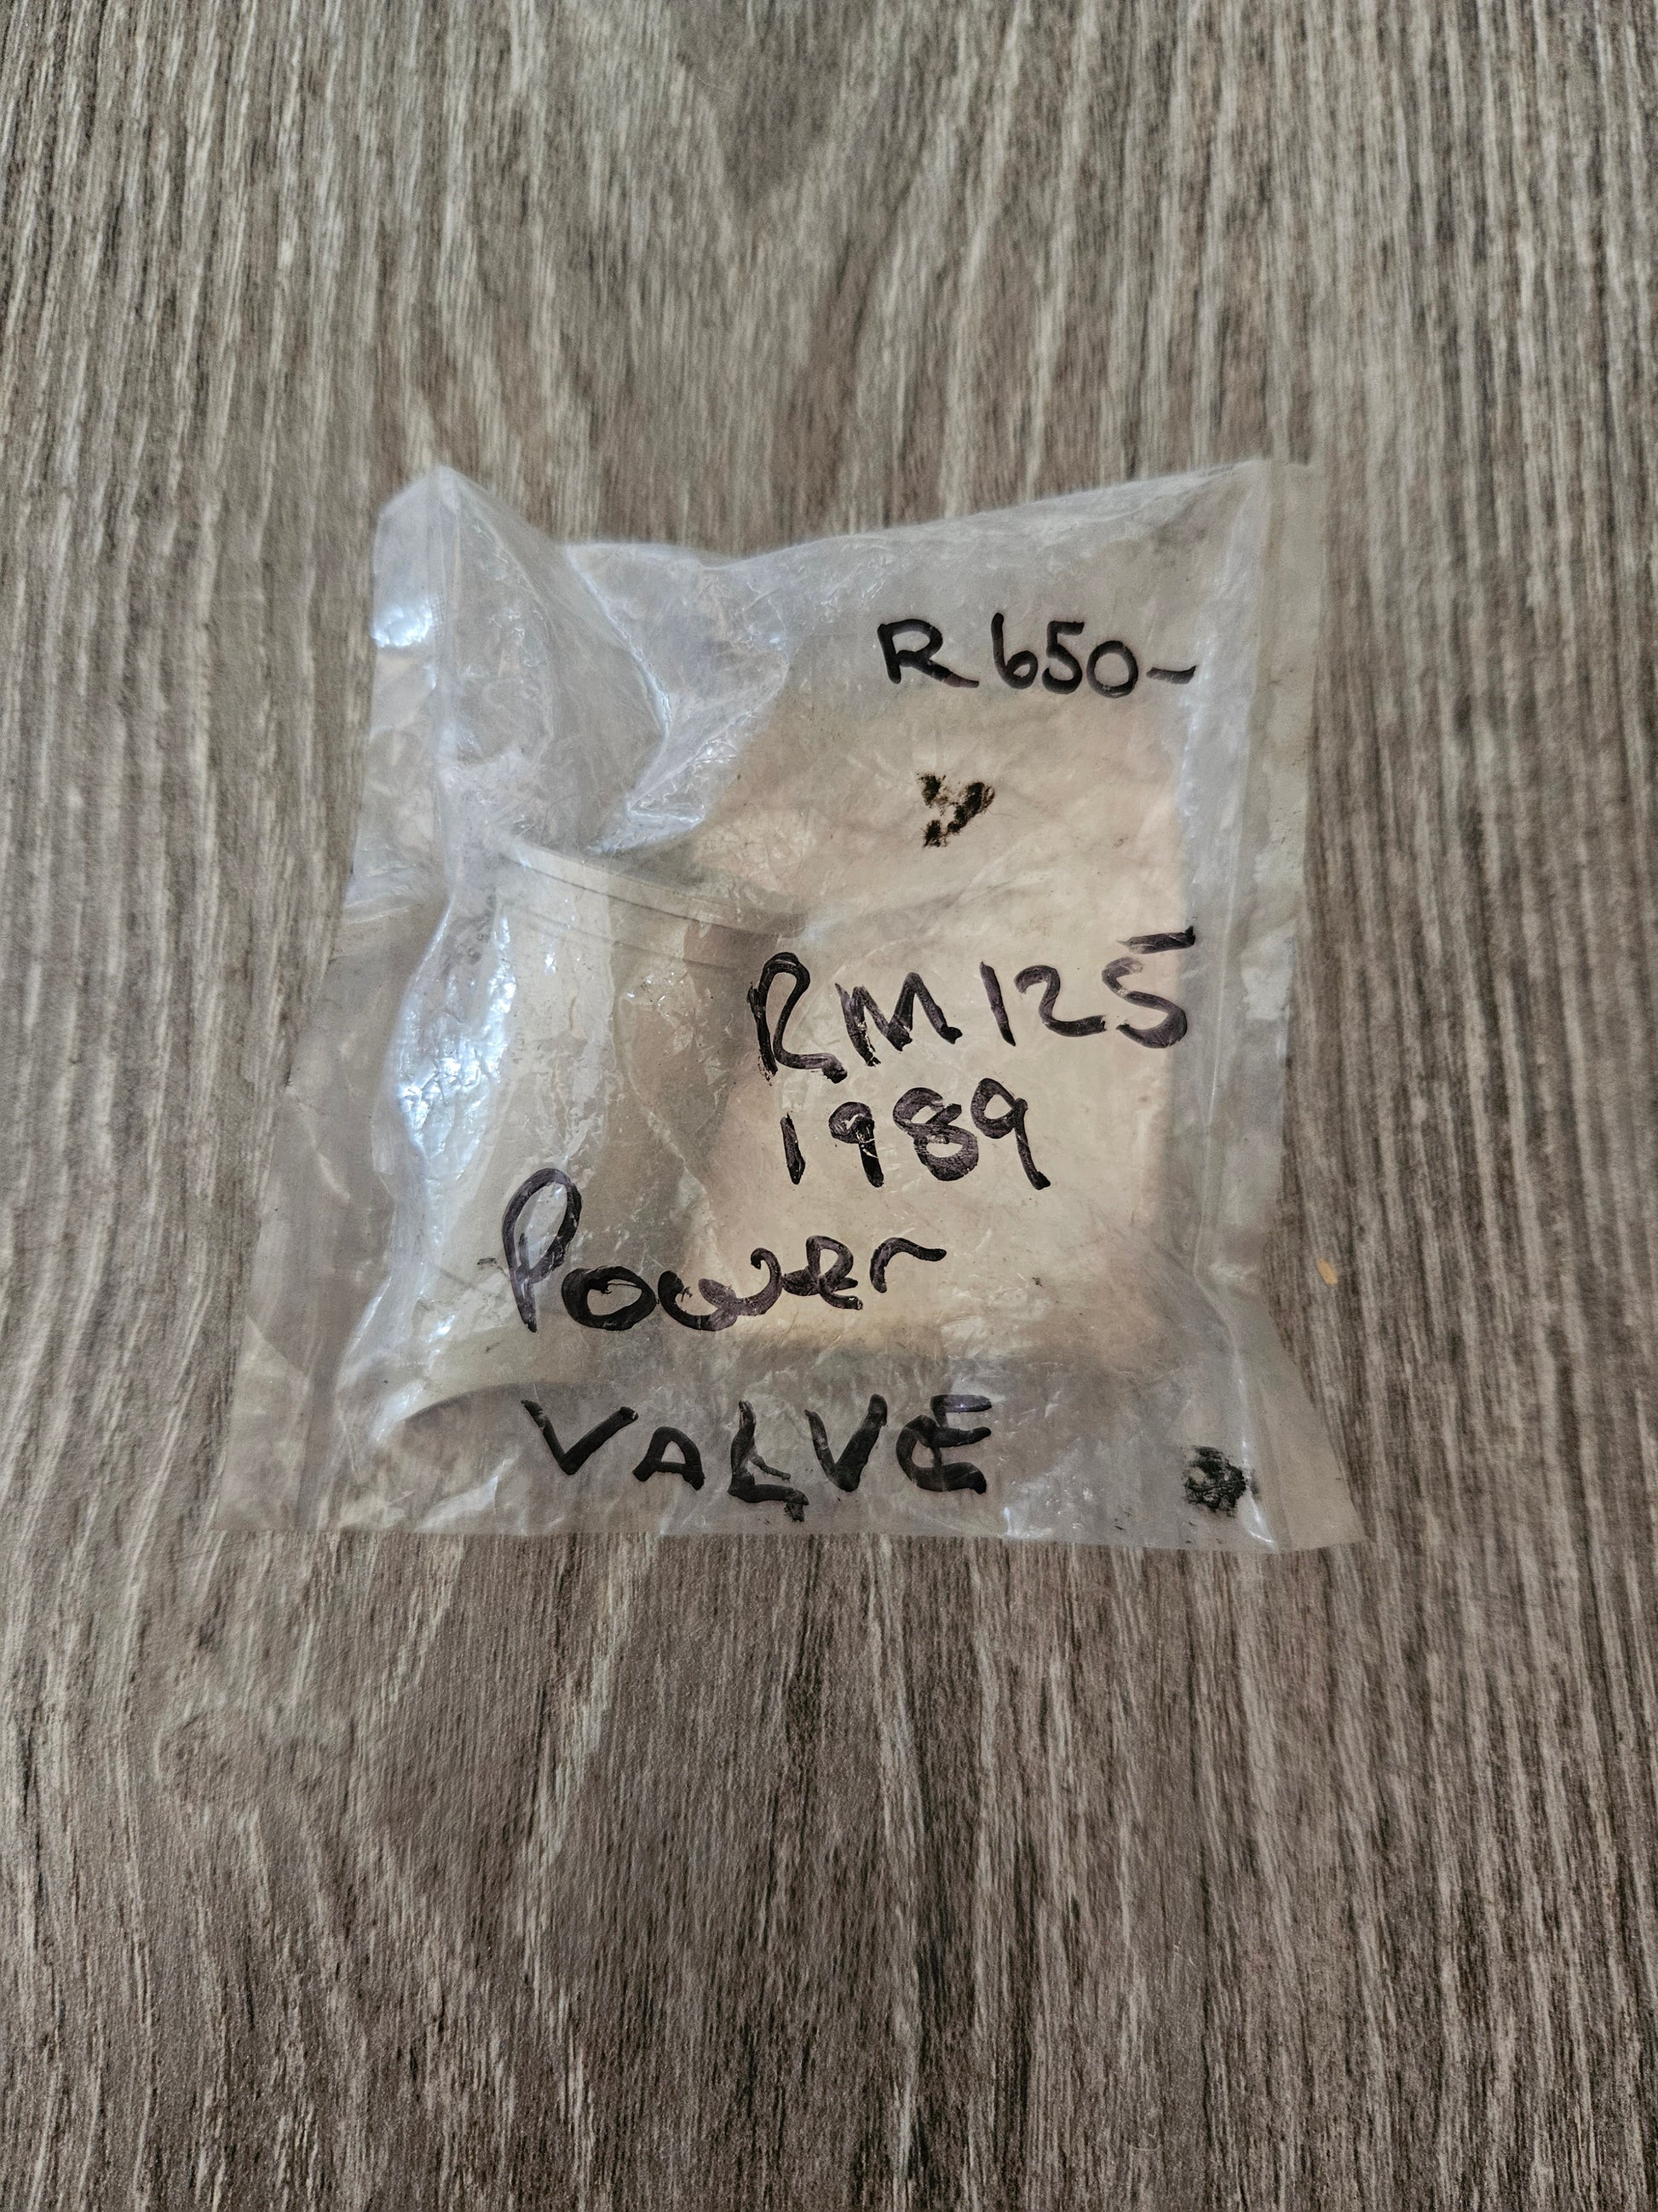 R650-
RM125
1989
Power
VALVE